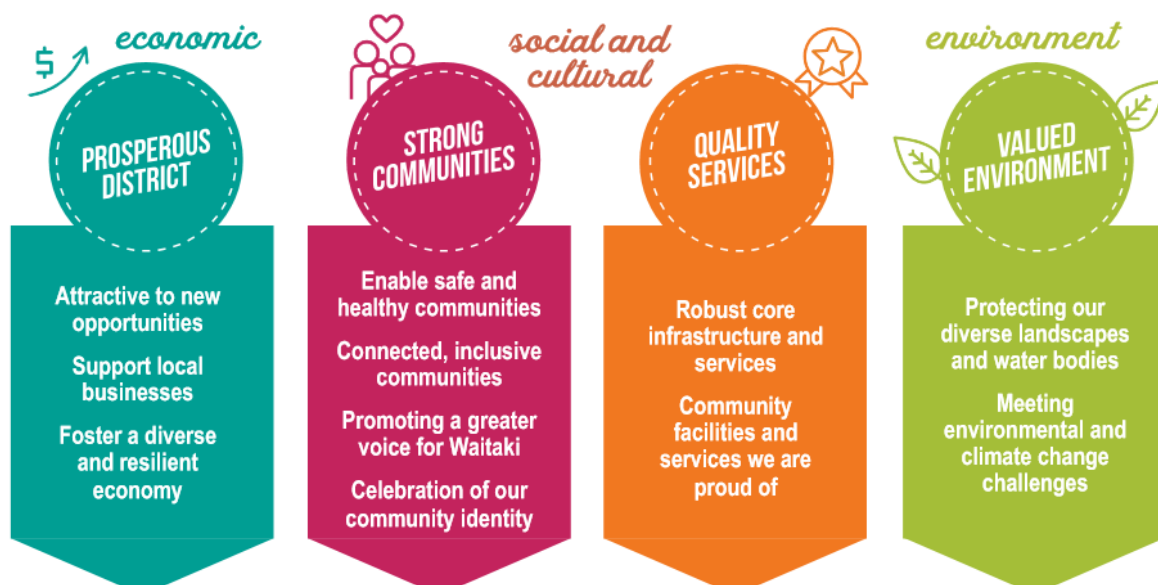 economic
social and
cultural
environment
$
PROSPEROUS
DISTRICT
Attractive to new
opportunities
Support local
businesses
Foster a diverse
and resilient
economy
STRONG
COMMUNITIES
Enable safe and
healthy communities
Connected, inclusive
communities
Promoting a greater
voice for Waitaki
Celebration of our
community identity
QUALITY
SERVICES
Robust core
infrastructure and
services
Community
facilities and
services we are
proud of
VALUED
ENVIRONMENT
Protecting our
diverse landscapes
and water bodies
Meeting
environmental and
climate change
challenges